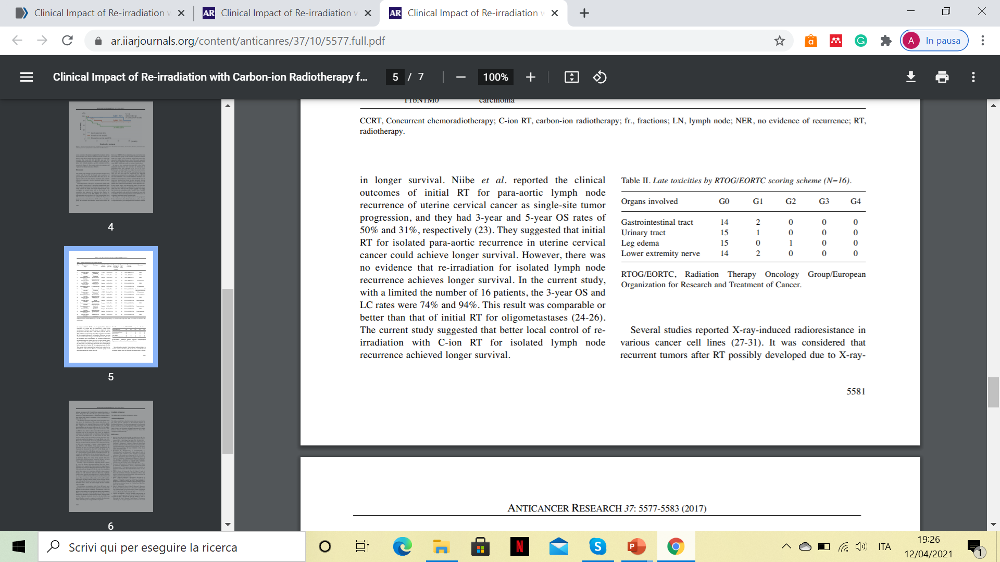 Clinical Impact of Re-irradiation w
Clinical Impact of Re-irradiation w
Clinical Impact of Re-irradiation w
ar.iiarjournals.org/content/anticanres/37/10/5577.full.pdf
A In pausa
Clinical Impact of Re-irradiation with Carbon-ion Radiotherapy f...
5 / 7
100%
4
5
6
T1bN1M0 carcinoma
CCRT, Concurrent chemoradiotherapy; C-ion RT, carbon-ion radiotherapy; fr., fractions; LN, lymph node; NER, no evidence of recurrence; RT,
radiotherapy.
in longer survival. Niibe et al. reported the clinical
outcomes of initial RT for para-aortic lymph node
recurrence of uterine cervical cancer as single-site tumor
progression, and they had 3-year and 5-year OS rates of
50% and 31%, respectively (23). They suggested that initial
RT for isolated para-aortic recurrence in uterine cervical
cancer could achieve longer survival. However, there was
no evidence that re-irradiation for isolated lymph node
recurrence achieves longer survival. In the current study,
with a limited the number of 16 patients, the 3-year OS and
LC rates were 74% and 94%. This result was comparable or
better than that of initial RT for oligometastases (24-26).
The current study suggested that better local control of re-
irradiation with C-ion RT for isolated lymph node
recurrence achieved longer survival.
Table II. Late toxicities by RTOG/EORTC scoring scheme (N=16).
Organs involved G0 G1 G2 G3 G4
Gastrointestinal tract 14 2 0 0 0
Urinary tract 15 1 0 0 0
Leg edema 15 0 1 0 0
Lower extremity nerve 14 2 0 0 0
RTOG/EORTC, Radiation Therapy Oncology Group/European
Organization for Research and Treatment of Cancer.
Several studies reported X-ray-induced radioresistance in
various cancer cell lines (27-31). It was considered that
recurrent tumors after RT possibly developed due to X-ray-
5581
ANTICANCER RESEARCH 37: 5577-5583 (2017)
Scrivi qui per eseguire la ricerca
ITA
19:26
12/04/2021
1